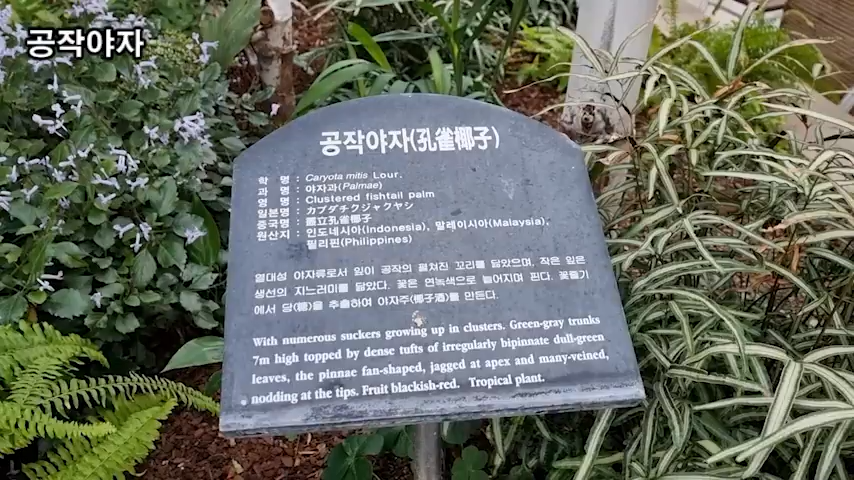 공작야자
공작야자(孔雀椰子)
학 명 : Caryota mitis Lour.
과 명 : 야자과(Palmae)
영 명 : Clustered fishtail palm
일본명 : カブダチクジャクヤシ
중국명 : 叢立孔雀椰子
원산지 : 인도네시아(Indonesia), 말레이시아(Malaysia),
필리핀(Philippines)
열대성 야자류로서 잎이 공작의 펼쳐진 꼬리를 닮았으며, 작은 잎은
생선의 지느러미를 닮았다. 꽃은 연녹색으로 늘어지며 핀다. 꽃줄기
에서 당(糖)을 추출하여 야자주(椰子酒)를 만든다.
With numerous suckers growing up in clusters. Green-gray trunks
7m high topped by dense tufts of irregularly bipinnate dull-green
leaves, the pinnae fan-shaped, jagged at apex and many-veined,
nodding at the tips. Fruit blackish-red. Tropical plant.